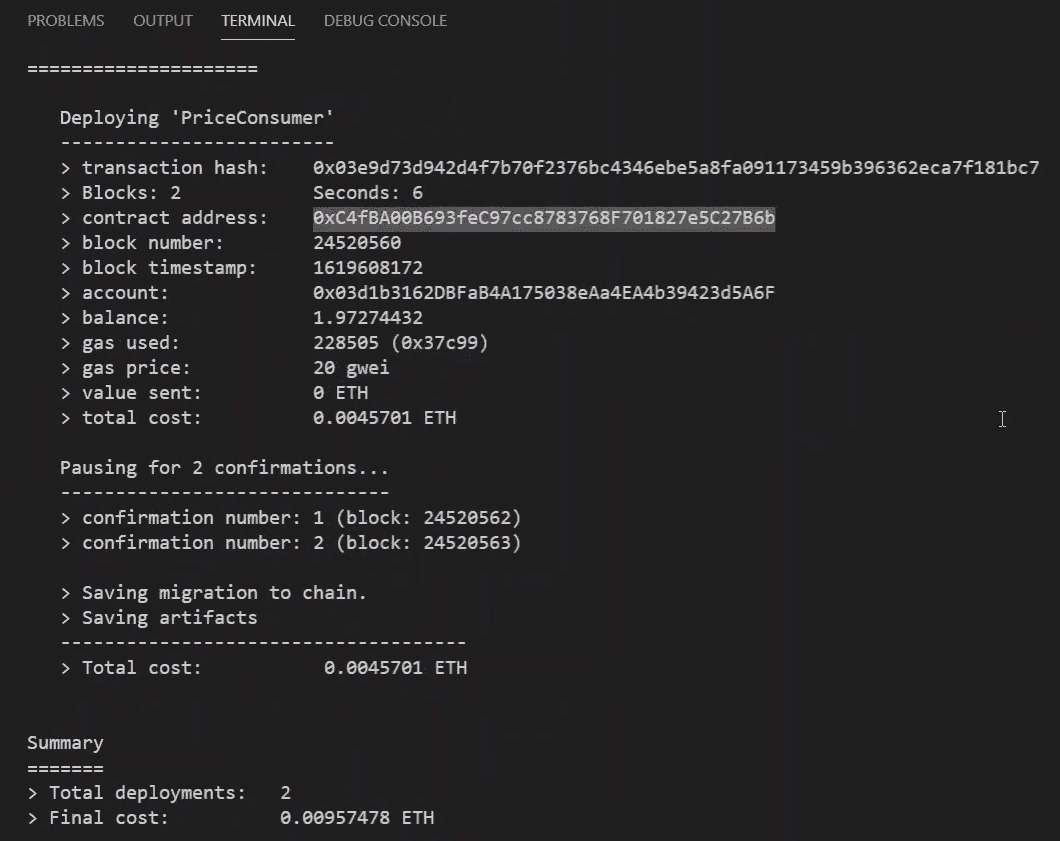 PROBLEMS OUTPUT TERMINAL DEBUG CONSOLE
=====================
Deploying 'PriceConsumer'
-------------------------
> transaction hash: 0x03e9d73d942d4f7b70f2376bc4346ebe5a8fa091173459b396362eca7f181bc7
> Blocks: 2 Seconds: 6
> contract address: 0xC4fBA00B693feC97cc8783768F701827e5C27B6b
> block number: 24520560
> block timestamp: 1619608172
> account: 0x03d1b3162DBFaB4A175038eAa4EA4b39423d5A6F
> balance: 1.97274432
> gas used: 228505 (0x37c99)
> gas price: 20 gwei
> value sent: 0 ETH
> total cost: 0.0045701 ETH
Pausing for 2 confirmations...
------------------------------
> confirmation number: 1 (block: 24520562)
> confirmation number: 2 (block: 24520563)
> Saving migration to chain.
> Saving artifacts
-------------------------------------
> Total cost: 0.0045701 ETH
Summary
=======
> Total deployments: 2
> Final cost: 0.00957478 ETH